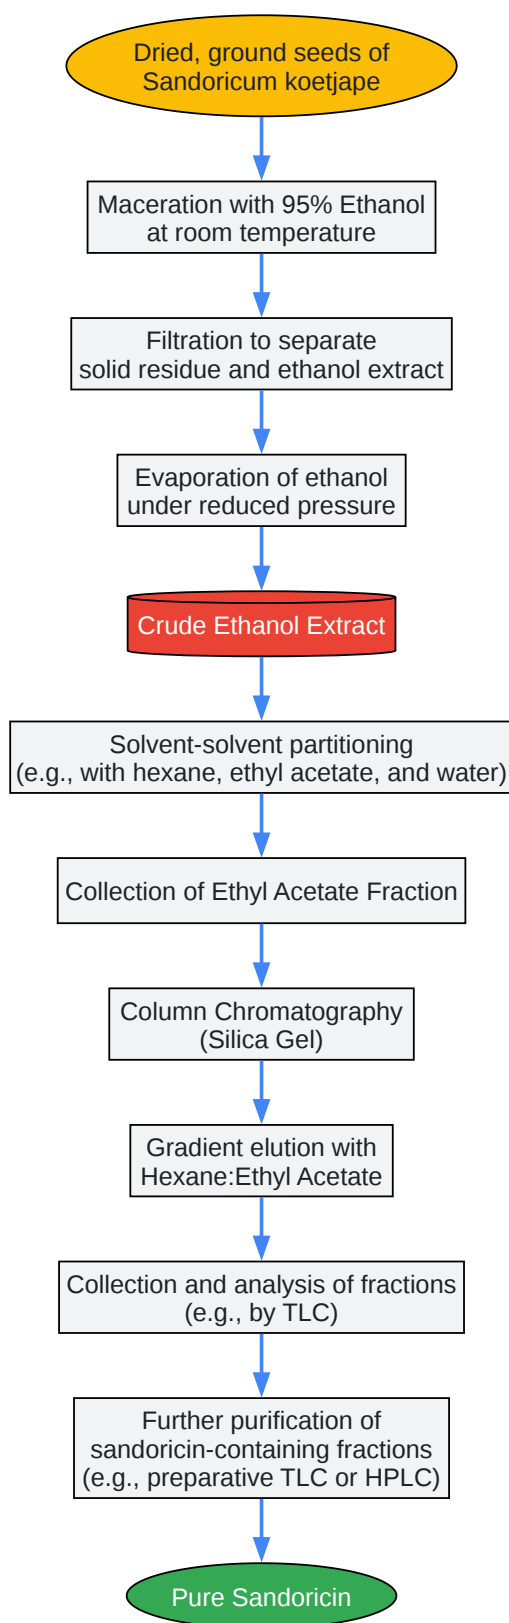 Dried, ground seeds of
Sandoricum koetjape
Maceration with 95% Ethanol
at room temperature
Filtration to separate
solid residue and ethanol extract
Evaporation of ethanol
under reduced pressure
Crude Ethanol Extract
Solvent-solvent partitioning
(e.g., with hexane, ethyl acetate, and water)
Collection of Ethyl Acetate Fraction
Column Chromatography
(Silica Gel)
Gradient elution with
Hexane:Ethyl Acetate
Collection and analysis of fractions
(e.g., by TLC)
Further purification of
sandoricin-containing fractions
(e.g., preparative TLC or HPLC)
Pure Sandoricin